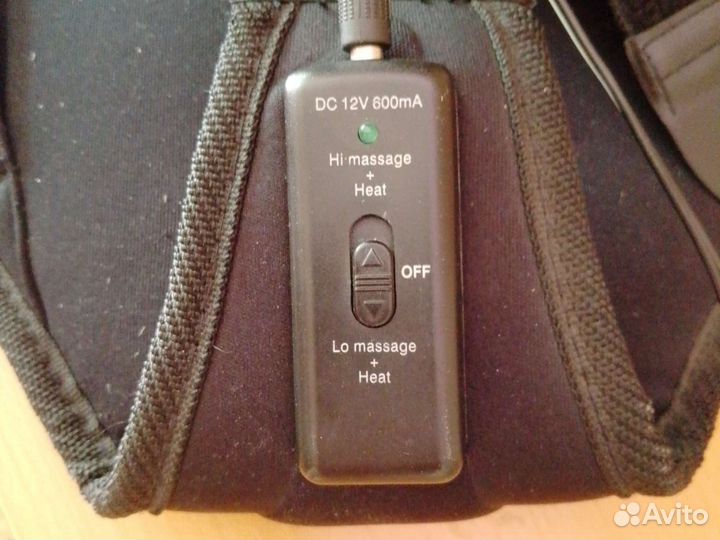 DC 12V 600mA
Hi massage
+
Heat
OFF
Lo massage
+
Heat
Avito